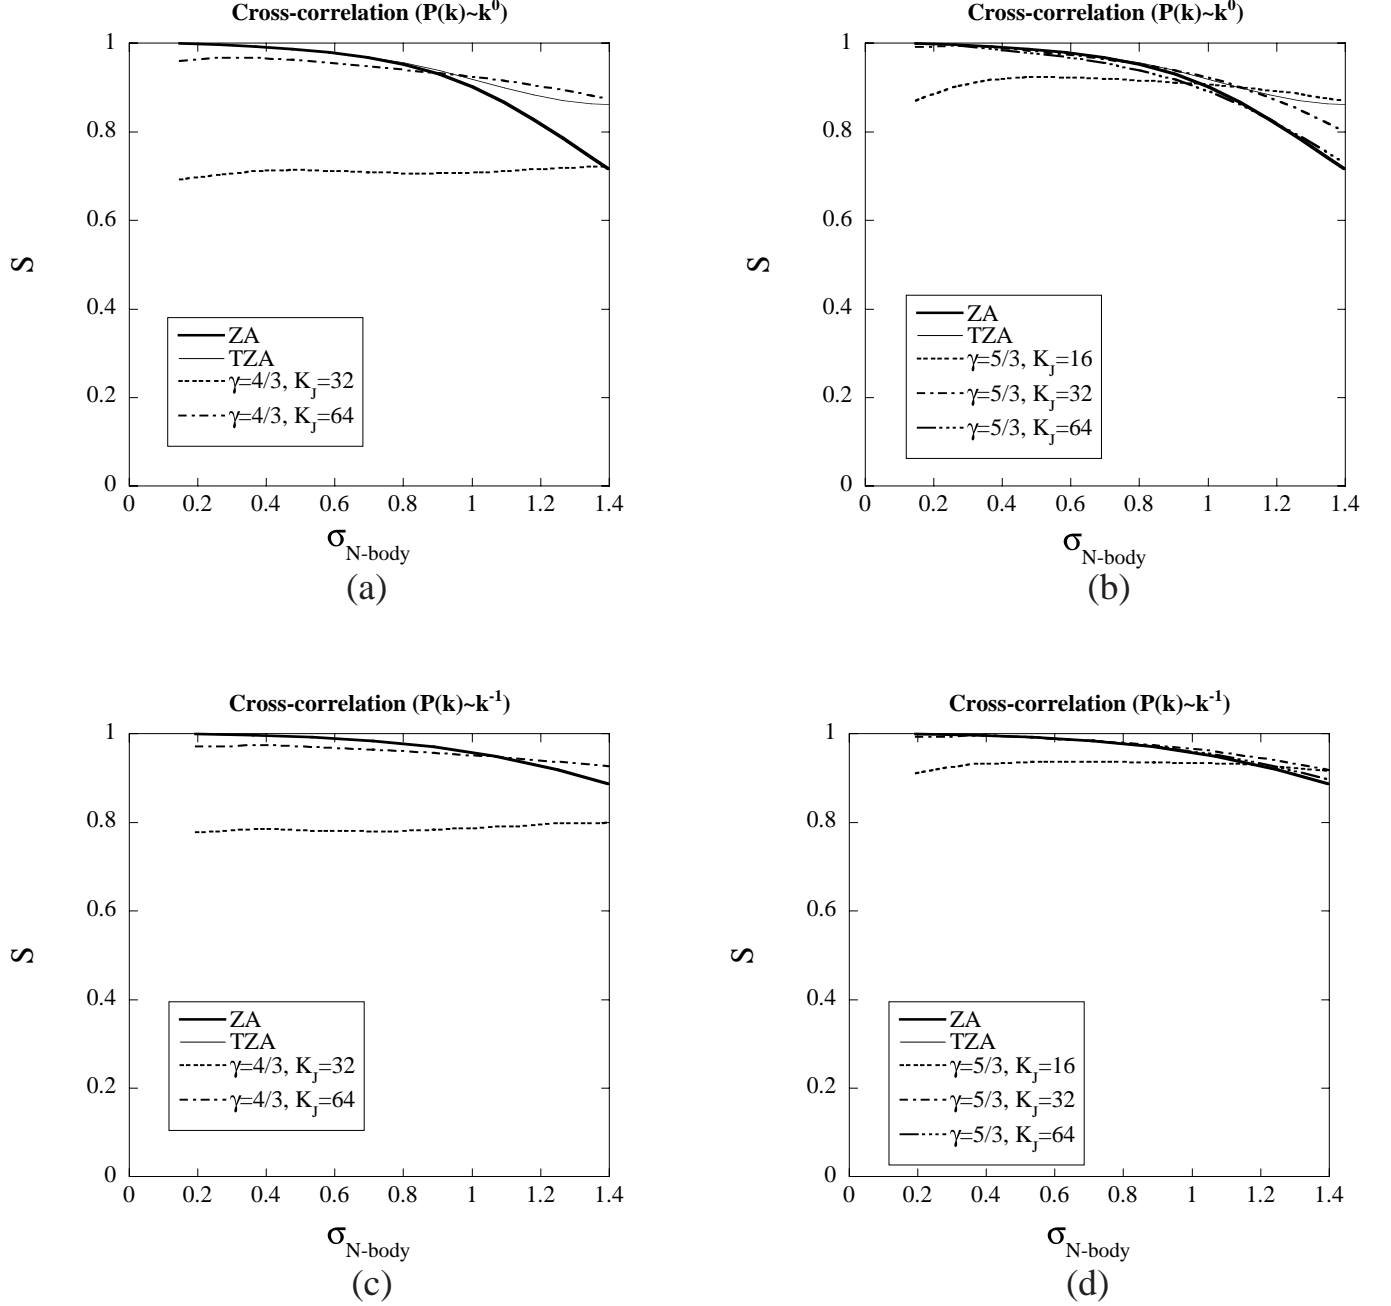 Cross-correlation (P(k)~k^0)
1
0.8
0.6
0.4
0.2
0
S
ZA
TZA
γ=4/3, K_J=32
γ=4/3, K_J=64
0 0.2 0.4 0.6 0.8 1 1.2 1.4
σ_N-body
(a)
Cross-correlation (P(k)~k^0)
1
0.8
0.6
0.4
0.2
0
S
ZA
TZA
γ=5/3, K_J=16
γ=5/3, K_J=32
γ=5/3, K_J=64
0 0.2 0.4 0.6 0.8 1 1.2 1.4
σ_N-body
(b)
Cross-correlation (P(k)~k^-1)
1
0.8
0.6
0.4
0.2
0
S
ZA
TZA
γ=4/3, K_J=32
γ=4/3, K_J=64
0 0.2 0.4 0.6 0.8 1 1.2 1.4
σ_N-body
(c)
Cross-correlation (P(k)~k^-1)
1
0.8
0.6
0.4
0.2
0
S
ZA
TZA
γ=5/3, K_J=16
γ=5/3, K_J=32
γ=5/3, K_J=64
0 0.2 0.4 0.6 0.8 1 1.2 1.4
σ_N-body
(d)